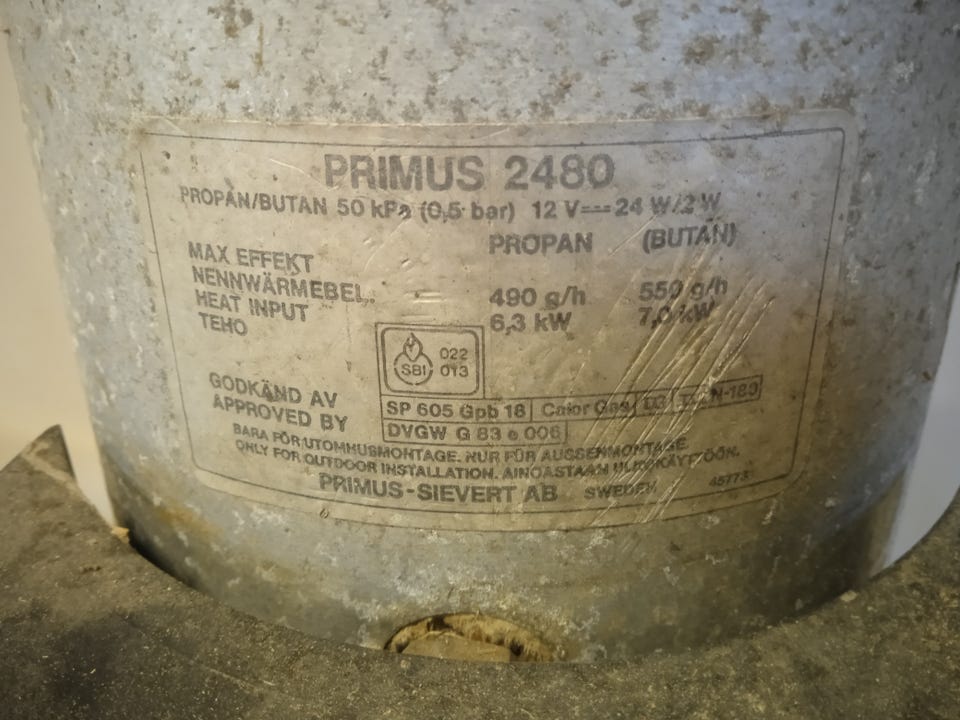 PRIMUS 2480
PROPAN/BUTAN 50 kPa (0,5 bar) 12 V⎓24 W/2 W
PROPAN (BUTAN)
MAX EFFEKT
NENNWÄRMEBEL. 490 g/h 550 g/h
HEAT INPUT 6,3 kW 7,0 kW
TEHO
SBI 022 013
GODKÄND AV
APPROVED BY
SP 605 Gpb 18 Calor Gas N-183
DVGW G 83 e 006
BARA FÖR UTOMHUSMONTAGE. NUR FÜR AUSSENMONTAGE.
ONLY FOR OUTDOOR INSTALLATION. AINOASTAAN ULKOKÄYTTÖÖN.
PRIMUS-SIEVERT AB SWEDEN